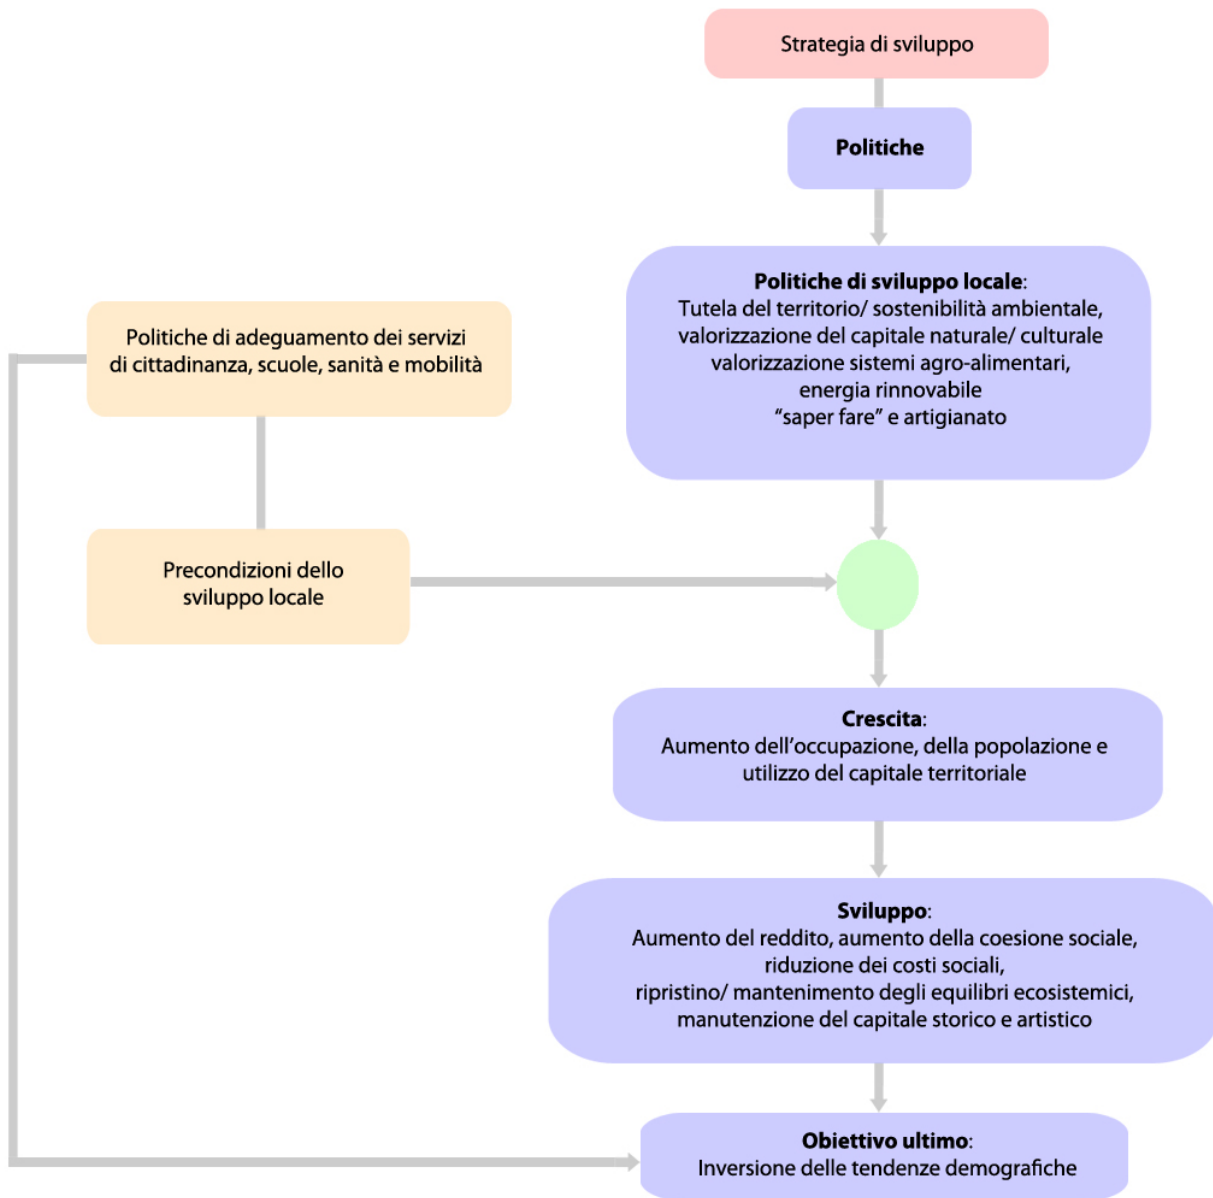 Strategia di sviluppo
Politiche
Politiche di sviluppo locale:
Tutela del territorio/ sostenibilità ambientale,
valorizzazione del capitale naturale/ culturale
valorizzazione sistemi agro-alimentari,
energia rinnovabile
“saper fare” e artigianato
Politiche di adeguamento dei servizi
di cittadinanza, scuole, sanità e mobilità
Precondizioni dello
sviluppo locale
Crescita:
Aumento dell’occupazione, della popolazione e
utilizzo del capitale territoriale
Sviluppo:
Aumento del reddito, aumento della coesione sociale,
riduzione dei costi sociali,
ripristino/ mantenimento degli equilibri ecosistemici,
manutenzione del capitale storico e artistico
Obiettivo ultimo:
Inversione delle tendenze demografiche